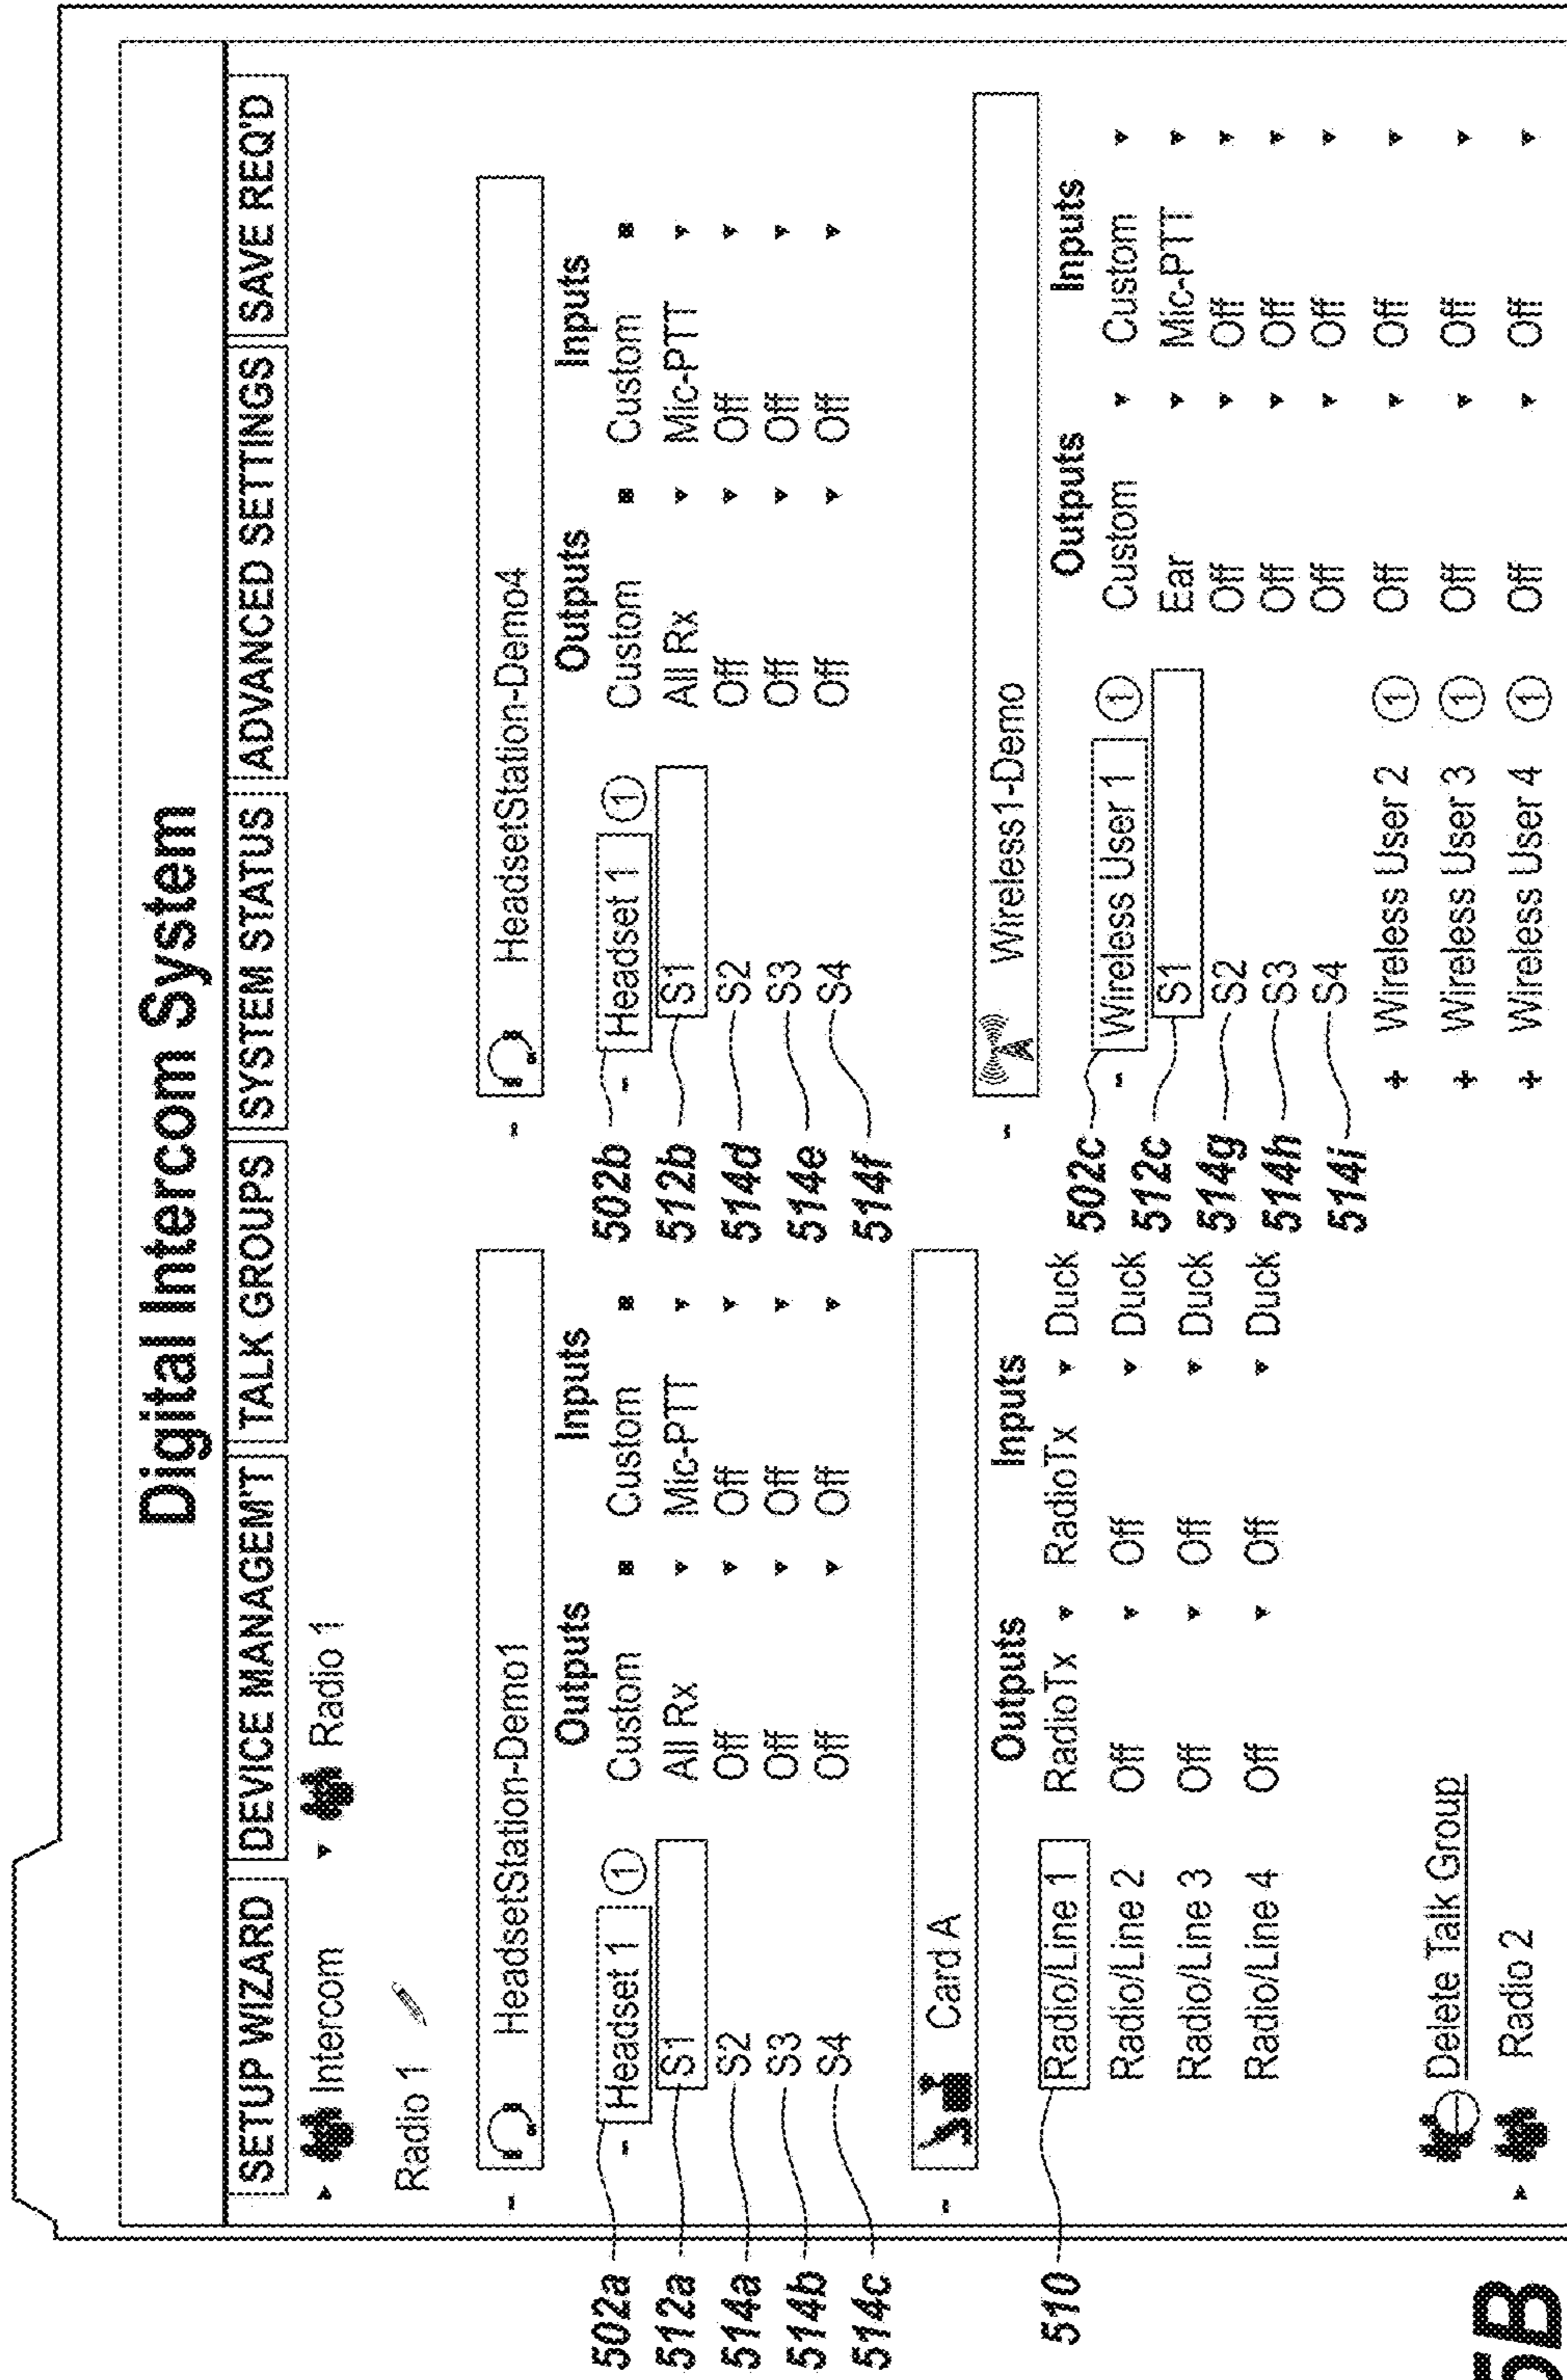 Digital Intercom System
SETUP WIZARD DEVICE MANAGEM'T TALK GROUPS SYSTEM STATUS ADVANCED SETTINGS SAVE REQ'D
Intercom Radio 1
Radio 1
HeadsetStation-Demo1
Outputs Inputs
502a - Headset 1 1 Custom Custom
512a S1 All Rx Mic-PTT
514a S2 Off Off
514b S3 Off Off
514c S4 Off Off
Card A
Outputs Inputs
510 Radio/Line 1 RadioTx RadioTx Duck
Radio/Line 2 Off Off Duck
Radio/Line 3 Off Off Duck
Radio/Line 4 Off Off Duck
Delete Talk Group
Radio 2
HeadsetStation-Demo4
Outputs Inputs
502b - Headset 1 1 Custom Custom
512b S1 All Rx Mic-PTT
514d S2 Off Off
514e S3 Off Off
514f S4 Off Off
Wireless1-Demo
Outputs Inputs
502c - Wireless User 1 1 Custom Custom
512c S1 Ear Mic-PTT
514g S2 Off Off
514h S3 Off Off
514i S4 Off Off
+ Wireless User 2 1 Off Off
+ Wireless User 3 1 Off Off
+ Wireless User 4 1 Off Off
5B